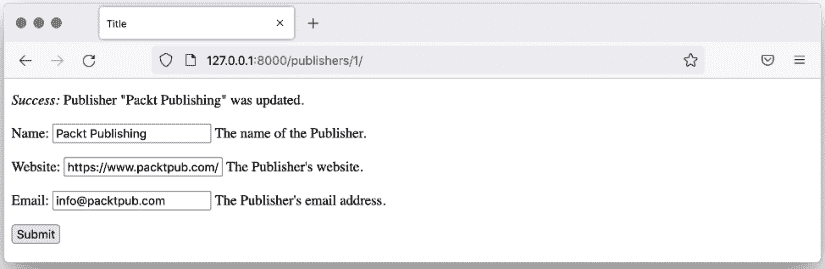 Title
127.0.0.1:8000/publishers/1/
Success: Publisher "Packt Publishing" was updated.
Name: Packt Publishing The name of the Publisher.
Website: https://www.packtpub.com/ The Publisher's website.
Email: info@packtpub.com The Publisher's email address.
Submit